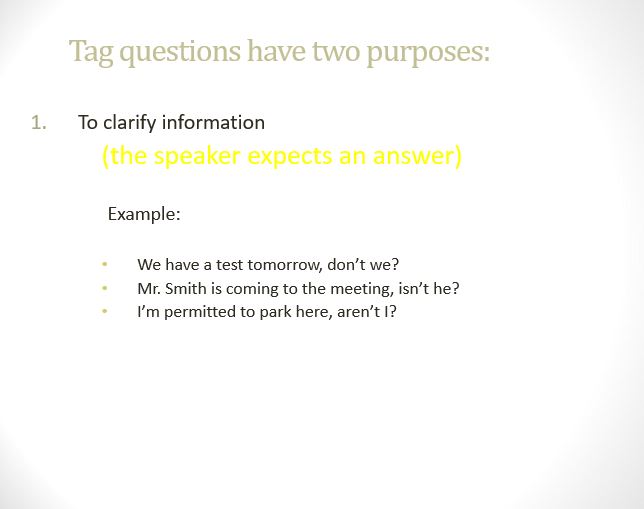 Tag questions have two purposes:
1. To clarify information
(the speaker expects an answer)
Example:
• We have a test tomorrow, don’t we?
• Mr. Smith is coming to the meeting, isn’t he?
• I’m permitted to park here, aren’t I?